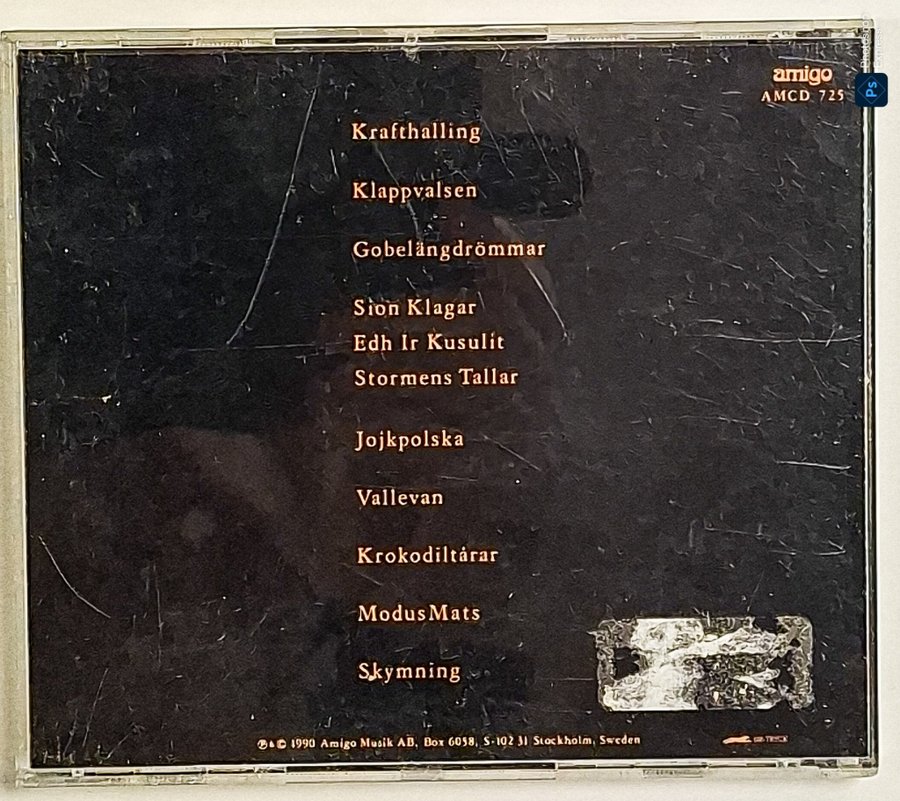 amigo
AMCD 725
Krafthalling
Klappvalsen
Gobelängdrömmar
Sion Klagar
Edh Ir Kusulit
Stormens Tallar
Jojkpolska
Vallevan
Krokodiltårar
ModusMats
Skymning
℗&© 1990 Amigo Musik AB, Box 6058, S-102 31 Stockholm, Sweden
Ps